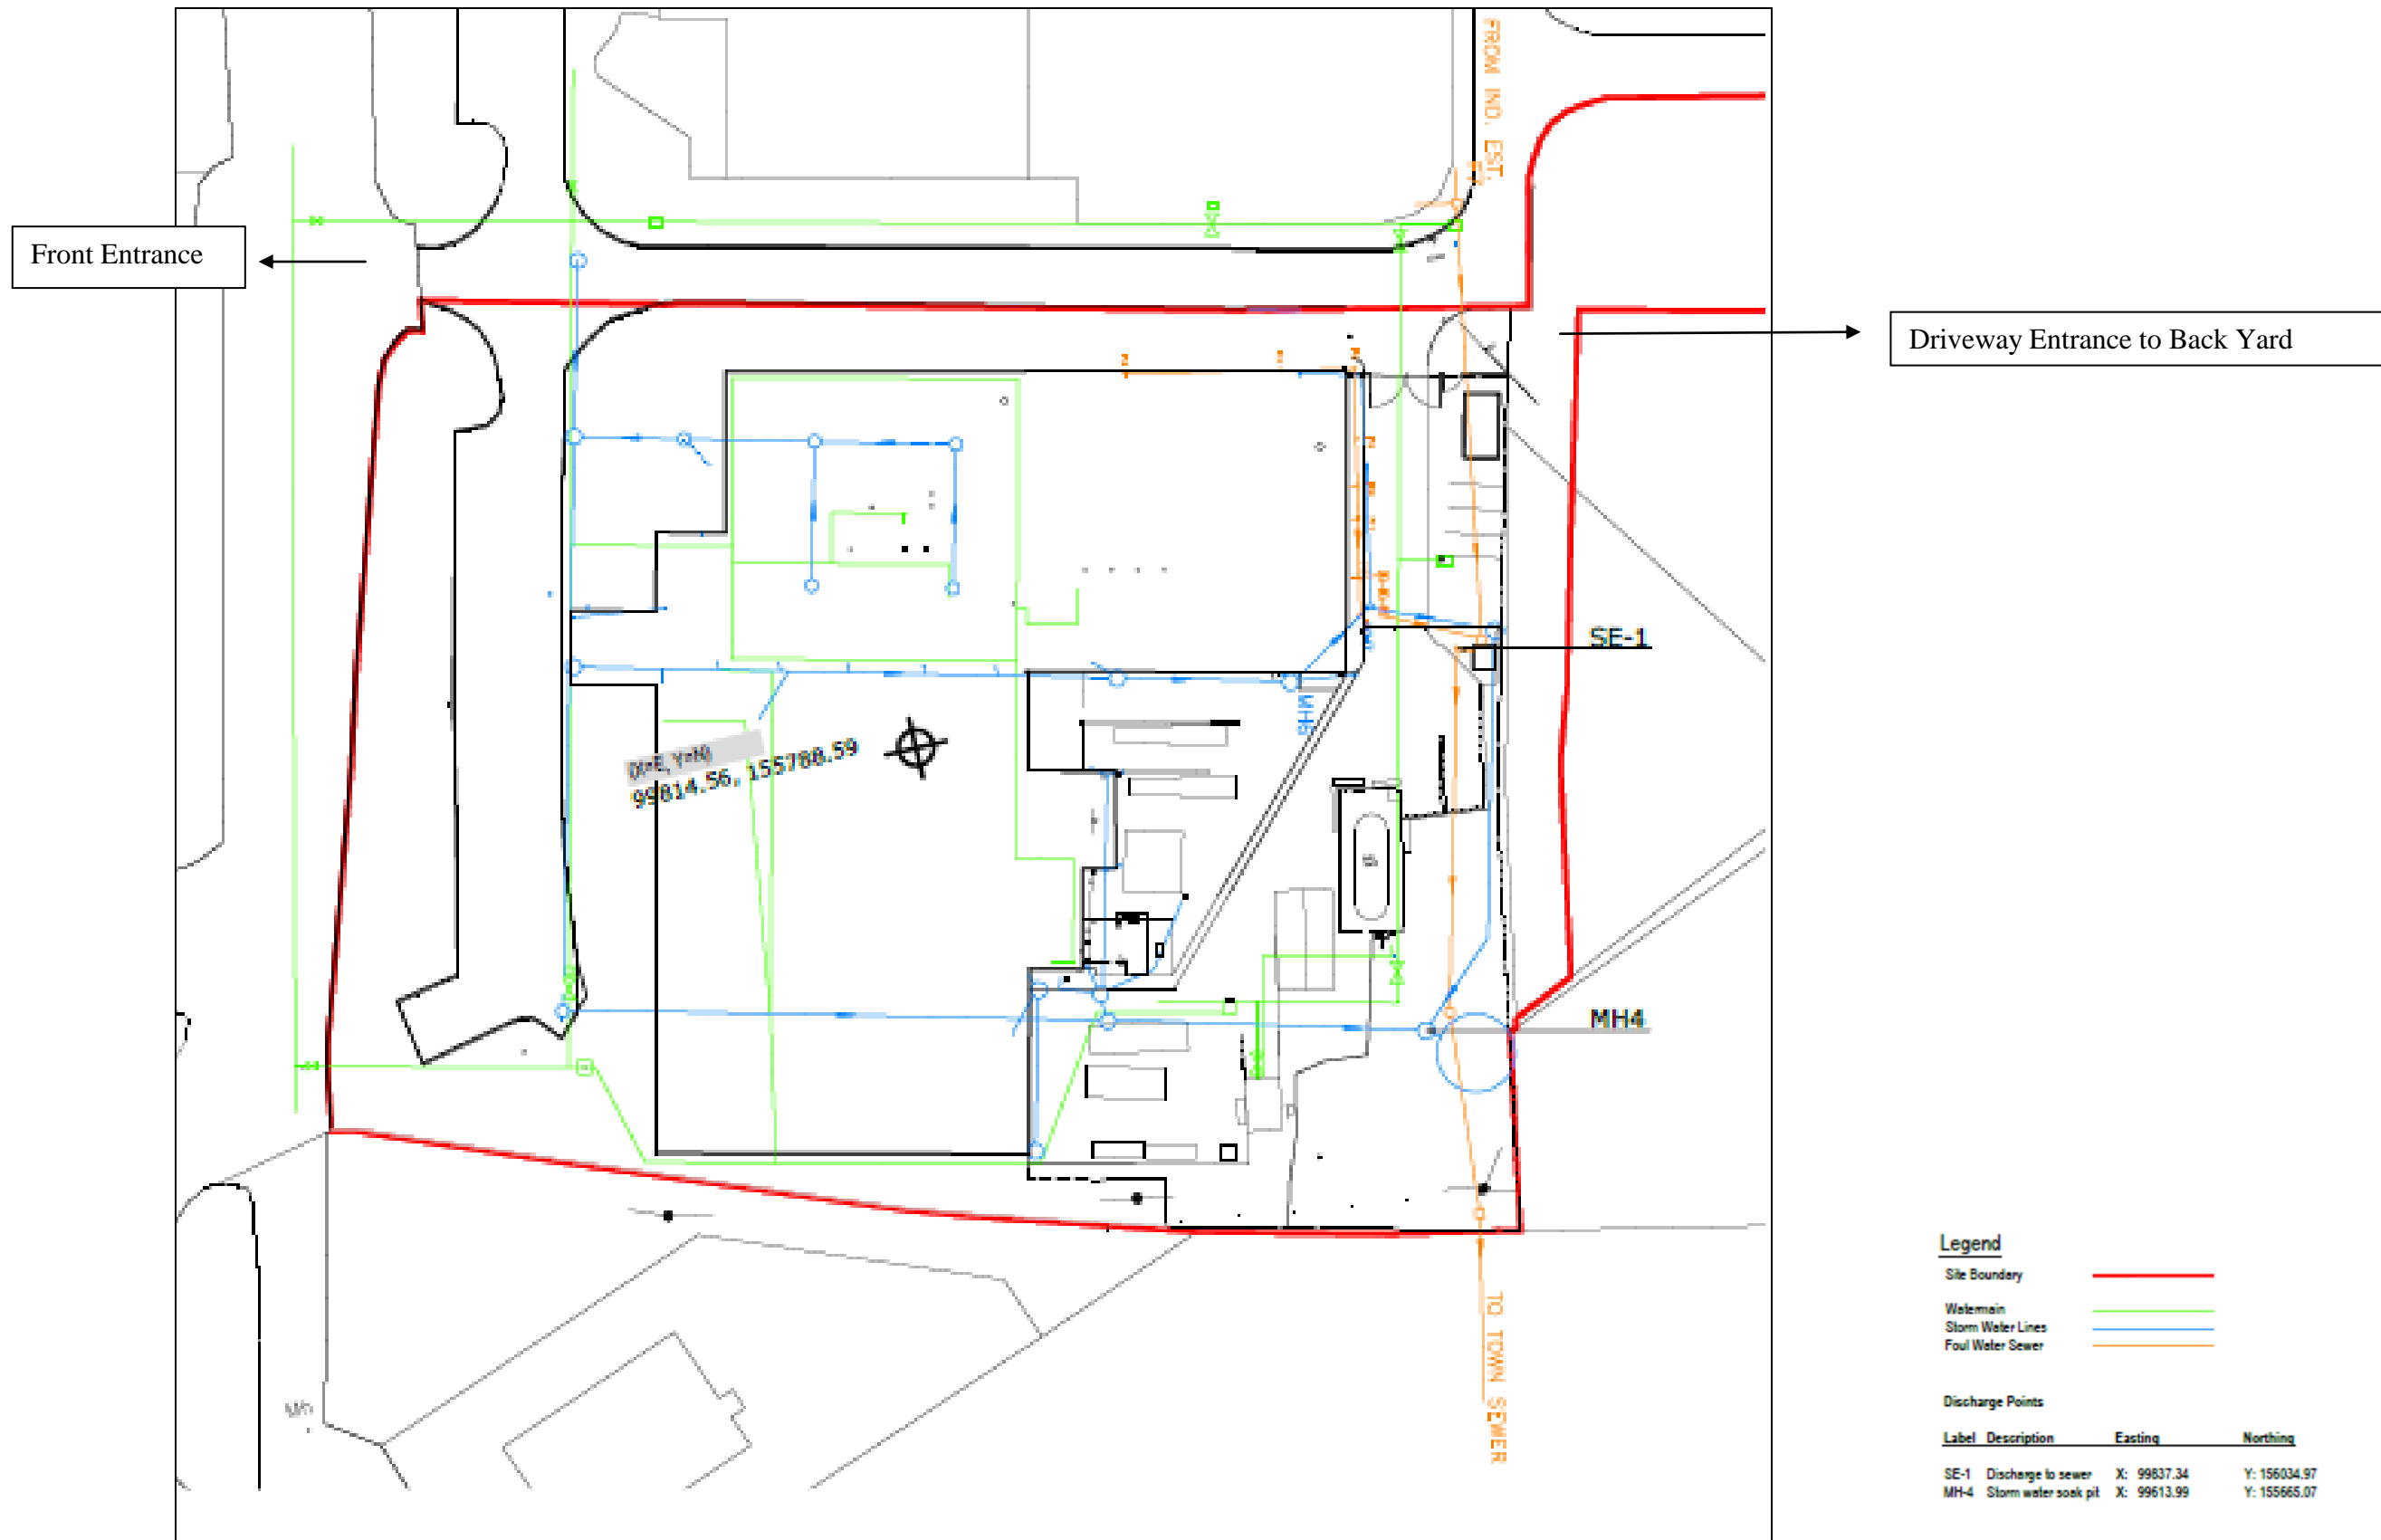 FROM IND. EST.
Front Entrance
Driveway Entrance to Back Yard
SE-1
MH6
(X=E, Y=N)
99814.56, 155788.59
MH4
TO TOWN SEWER
Legend
Site Boundary
Watermain
Storm Water Lines
Foul Water Sewer
Discharge Points
Label Description Easting Northing
SE-1 Discharge to sewer X: 99837.34 Y: 156034.97
MH-4 Storm water soak pit X: 99613.99 Y: 155665.07